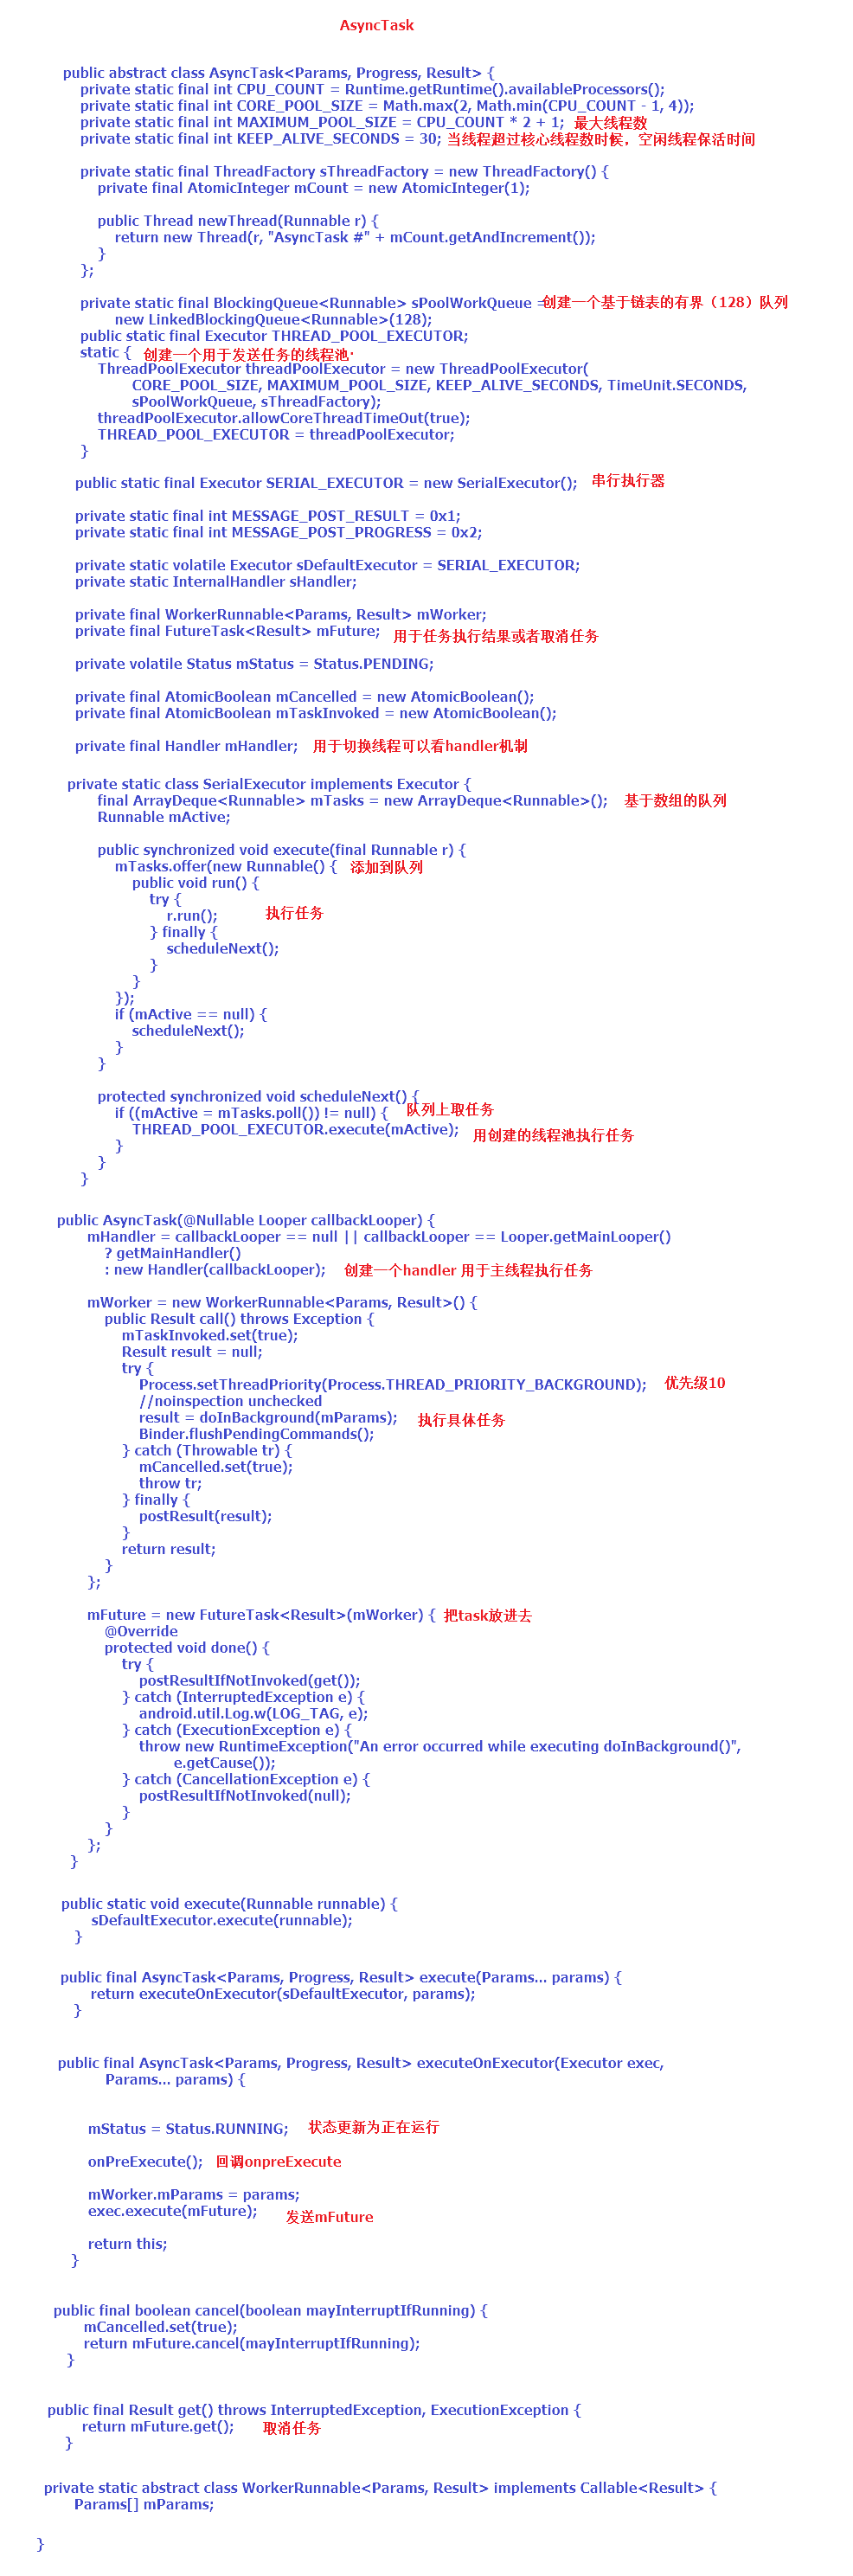 AsyncTask
public abstract class AsyncTask<Params, Progress, Result> {
private static final int CPU_COUNT = Runtime.getRuntime().availableProcessors();
private static final int CORE_POOL_SIZE = Math.max(2, Math.min(CPU_COUNT - 1, 4));
private static final int MAXIMUM_POOL_SIZE = CPU_COUNT * 2 + 1; 最大线程数
private static final int KEEP_ALIVE_SECONDS = 30; 当线程超过核心线程数时候，空闲线程保活时间
private static final ThreadFactory sThreadFactory = new ThreadFactory() {
private final AtomicInteger mCount = new AtomicInteger(1);
public Thread newThread(Runnable r) {
return new Thread(r, "AsyncTask #" + mCount.getAndIncrement());
}
};
private static final BlockingQueue<Runnable> sPoolWorkQueue =创建一个基于链表的有界（128）队列
new LinkedBlockingQueue<Runnable>(128);
public static final Executor THREAD_POOL_EXECUTOR;
static { 创建一个用于发送任务的线程池·
ThreadPoolExecutor threadPoolExecutor = new ThreadPoolExecutor(
CORE_POOL_SIZE, MAXIMUM_POOL_SIZE, KEEP_ALIVE_SECONDS, TimeUnit.SECONDS,
sPoolWorkQueue, sThreadFactory);
threadPoolExecutor.allowCoreThreadTimeOut(true);
THREAD_POOL_EXECUTOR = threadPoolExecutor;
}
public static final Executor SERIAL_EXECUTOR = new SerialExecutor(); 串行执行器
private static final int MESSAGE_POST_RESULT = 0x1;
private static final int MESSAGE_POST_PROGRESS = 0x2;
private static volatile Executor sDefaultExecutor = SERIAL_EXECUTOR;
private static InternalHandler sHandler;
private final WorkerRunnable<Params, Result> mWorker;
private final FutureTask<Result> mFuture; 用于任务执行结果或者取消任务
private volatile Status mStatus = Status.PENDING;
private final AtomicBoolean mCancelled = new AtomicBoolean();
private final AtomicBoolean mTaskInvoked = new AtomicBoolean();
private final Handler mHandler; 用于切换线程可以看handler机制
private static class SerialExecutor implements Executor {
final ArrayDeque<Runnable> mTasks = new ArrayDeque<Runnable>(); 基于数组的队列
Runnable mActive;
public synchronized void execute(final Runnable r) {
mTasks.offer(new Runnable() { 添加到队列
public void run() {
try {
r.run(); 执行任务
} finally {
scheduleNext();
}
}
});
if (mActive == null) {
scheduleNext();
}
}
protected synchronized void scheduleNext() {
if ((mActive = mTasks.poll()) != null) { 队列上取任务
THREAD_POOL_EXECUTOR.execute(mActive); 用创建的线程池执行任务
}
}
}
public AsyncTask(@Nullable Looper callbackLooper) {
mHandler = callbackLooper == null || callbackLooper == Looper.getMainLooper()
? getMainHandler()
: new Handler(callbackLooper); 创建一个handler 用于主线程执行任务
mWorker = new WorkerRunnable<Params, Result>() {
public Result call() throws Exception {
mTaskInvoked.set(true);
Result result = null;
try {
Process.setThreadPriority(Process.THREAD_PRIORITY_BACKGROUND); 优先级10
//noinspection unchecked
result = doInBackground(mParams); 执行具体任务
Binder.flushPendingCommands();
} catch (Throwable tr) {
mCancelled.set(true);
throw tr;
} finally {
postResult(result);
}
return result;
}
};
mFuture = new FutureTask<Result>(mWorker) { 把task放进去
@Override
protected void done() {
try {
postResultIfNotInvoked(get());
} catch (InterruptedException e) {
android.util.Log.w(LOG_TAG, e);
} catch (ExecutionException e) {
throw new RuntimeException("An error occurred while executing doInBackground()",
e.getCause());
} catch (CancellationException e) {
postResultIfNotInvoked(null);
}
}
};
}
public static void execute(Runnable runnable) {
sDefaultExecutor.execute(runnable);
}
public final AsyncTask<Params, Progress, Result> execute(Params... params) {
return executeOnExecutor(sDefaultExecutor, params);
}
public final AsyncTask<Params, Progress, Result> executeOnExecutor(Executor exec,
Params... params) {
mStatus = Status.RUNNING; 状态更新为正在运行
onPreExecute(); 回调onpreExecute
mWorker.mParams = params;
exec.execute(mFuture); 发送mFuture
return this;
}
public final boolean cancel(boolean mayInterruptIfRunning) {
mCancelled.set(true);
return mFuture.cancel(mayInterruptIfRunning);
}
public final Result get() throws InterruptedException, ExecutionException {
return mFuture.get(); 取消任务
}
private static abstract class WorkerRunnable<Params, Result> implements Callable<Result> {
Params[] mParams;
}